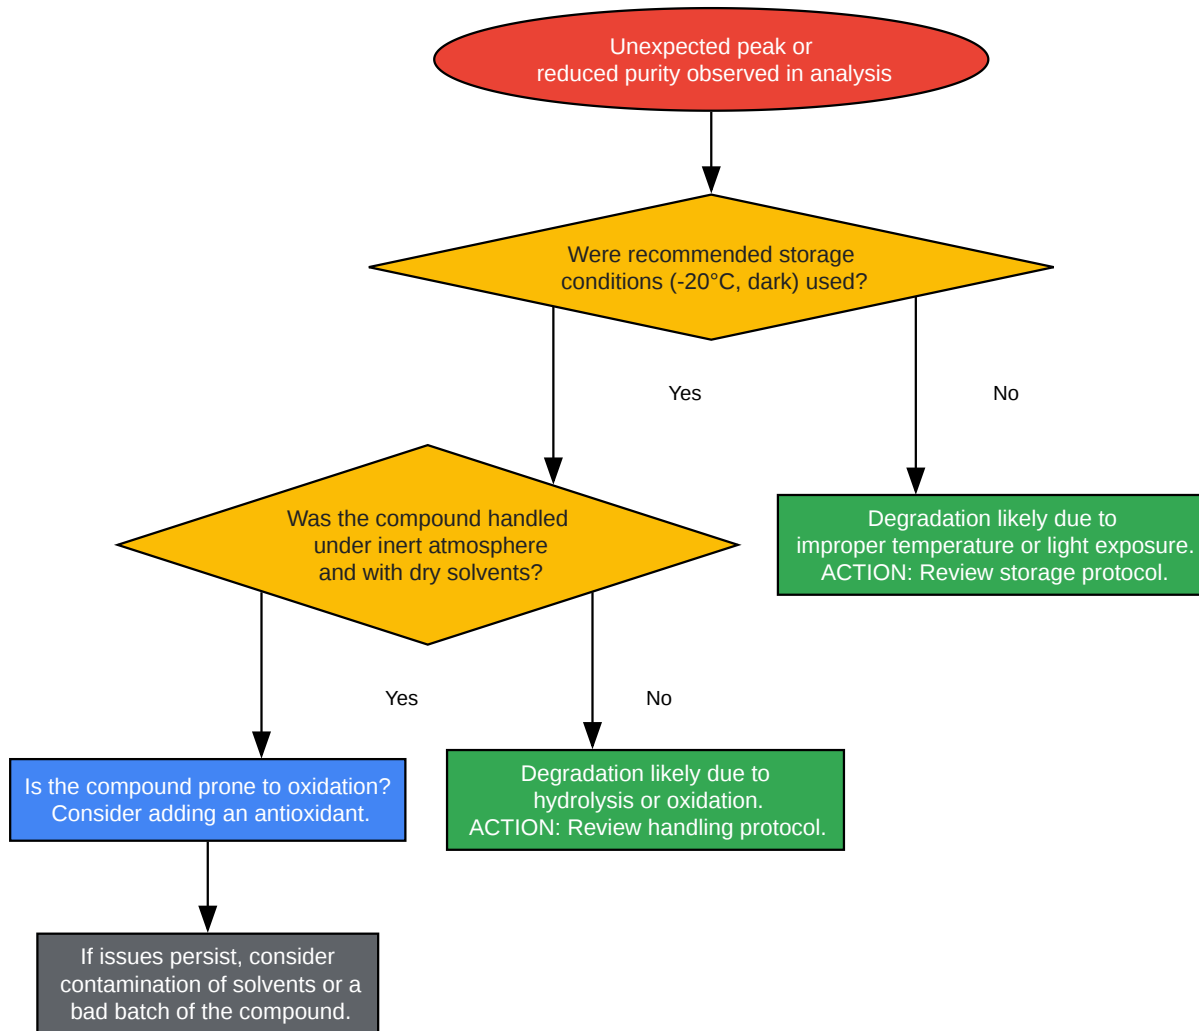 Unexpected peak or
reduced purity observed in analysis
Were recommended storage
conditions (-20°C, dark) used?
Yes
No
Was the compound handled
under inert atmosphere
and with dry solvents?
Degradation likely due to
improper temperature or light exposure.
ACTION: Review storage protocol.
Yes
No
Is the compound prone to oxidation?
Consider adding an antioxidant.
Degradation likely due to
hydrolysis or oxidation.
ACTION: Review handling protocol.
If issues persist, consider
contamination of solvents or a
bad batch of the compound.